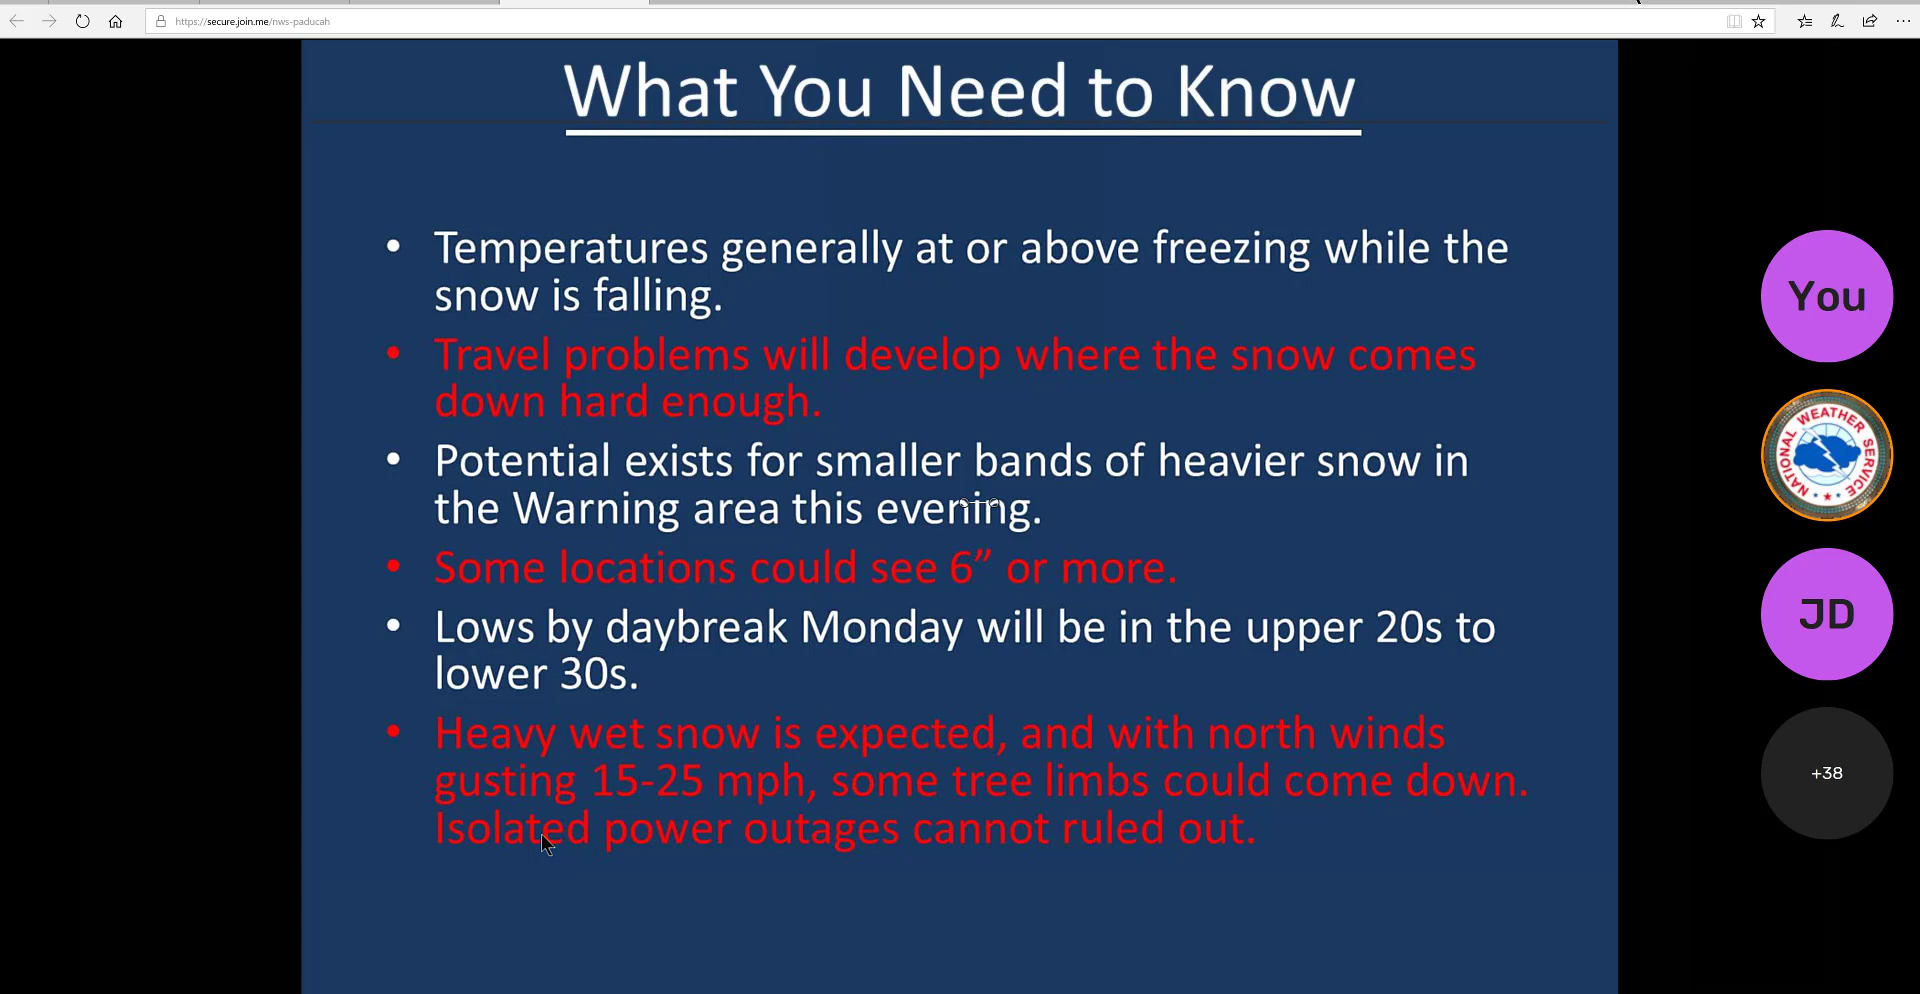 https://secure.join.me/nws-paducah
What You Need to Know
• Temperatures generally at or above freezing while the
snow is falling.
• Travel problems will develop where the snow comes
down hard enough.
• Potential exists for smaller bands of heavier snow in
the Warning area this evening.
• Some locations could see 6” or more.
• Lows by daybreak Monday will be in the upper 20s to
lower 30s.
• Heavy wet snow is expected, and with north winds
gusting 15-25 mph, some tree limbs could come down.
Isolated power outages cannot ruled out.
You
NATIONAL WEATHER SERVICE
JD
+38